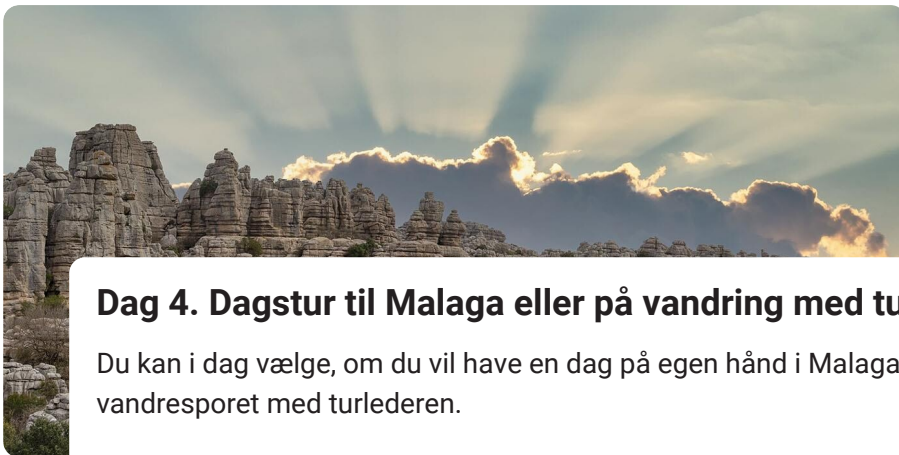 Dag 4. Dagstur til Malaga eller på vandring med
Du kan i dag vælge, om du vil have en dag på egen hånd i Malaga
vandresporet med turlederen.